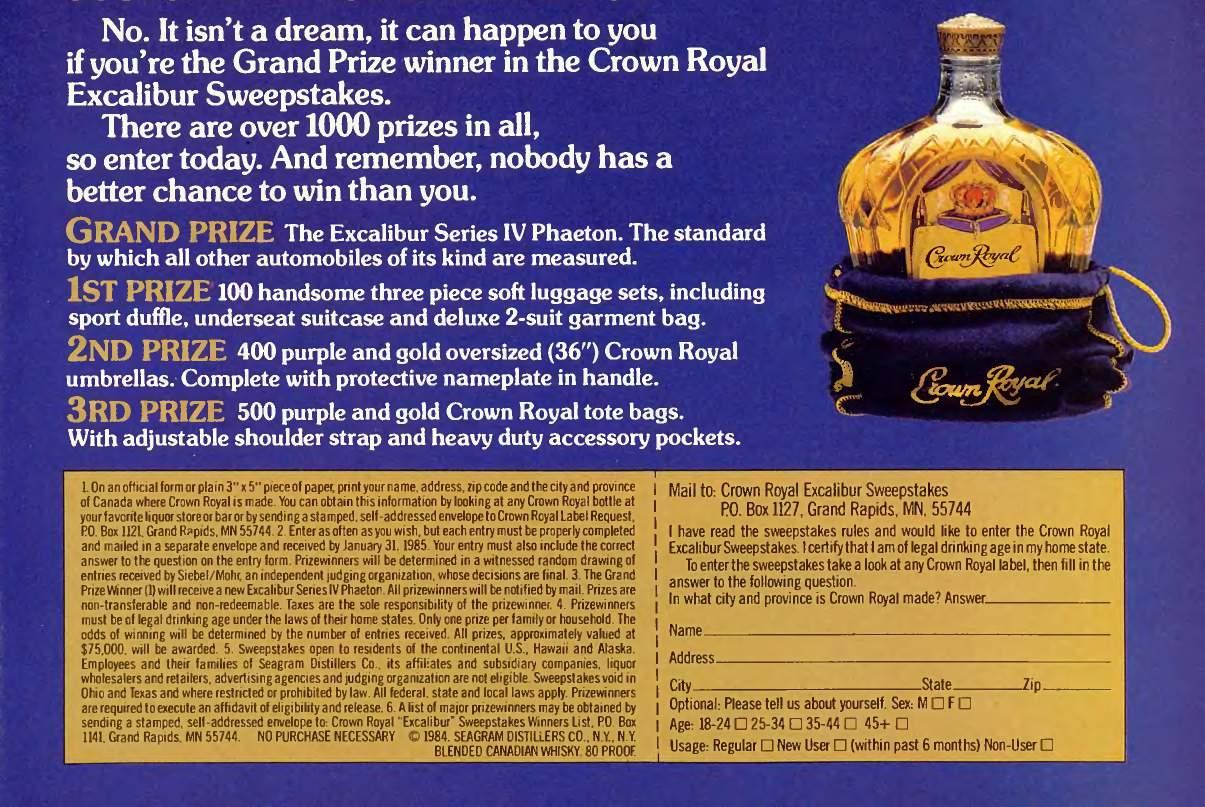 No. It isn't a dream, it can happen to you
if you're the Grand Prize winner in the Crown Royal
Excalibur Sweepstakes.
There are over 1000 prizes in all,
so enter today. And remember, nobody has a
better chance to win than you.
GRAND PRIZE The Excalibur Series IV Phaeton. The standard
by which all other automobiles of its kind are measured.
1ST PRIZE 100 handsome three piece soft luggage sets, including
sport duffle, underseat suitcase and deluxe 2-suit garment bag.
2ND PRIZE 400 purple and gold oversized (36") Crown Royal
umbrellas. Complete with protective nameplate in handle.
3RD PRIZE 500 purple and gold Crown Royal tote bags.
With adjustable shoulder strap and heavy duty accessory pockets.
Crown Royal
Crown Royal
1. On an official form or plain 3" x 5" piece of paper, print your name, address, zip code and the city and province
of Canada where Crown Royal is made. You can obtain this information by looking at any Crown Royal bottle at
your favorite liquor store or bar or by sending a stamped, self-addressed envelope to Crown Royal Label Request,
P.O. Box 1121, Grand Rapids, MN 55744. 2. Enter as often as you wish, but each entry must be properly completed
and mailed in a separate envelope and received by January 31, 1985. Your entry must also include the correct
answer to the question on the entry form. Prizewinners will be determined in a witnessed random drawing of
entries received by Siebel/Mohr, an independent judging organization, whose decisions are final. 3. The Grand
Prize Winner (1) will receive a new Excalibur Series IV Phaeton. All prizewinners will be notified by mail. Prizes are
non-transferable and non-redeemable. Taxes are the sole responsibility of the prizewinner. 4. Prizewinners
must be of legal drinking age under the laws of their home states. Only one prize per family or household. The
odds of winning will be determined by the number of entries received. All prizes, approximately valued at
$75,000, will be awarded. 5. Sweepstakes open to residents of the continental U.S., Hawaii and Alaska.
Employees and their families of Seagram Distillers Co., its affiliates and subsidiary companies, liquor
wholesalers and retailers, advertising agencies and judging organization are not eligible. Sweepstakes void in
Ohio and Texas and where restricted or prohibited by law. All federal, state and local laws apply. Prizewinners
are required to execute an affidavit of eligibility and release. 6. A list of major prizewinners may be obtained by
sending a stamped, self-addressed envelope to: Crown Royal "Excalibur" Sweepstakes Winners List, P.O. Box
1141, Grand Rapids, MN 55744. NO PURCHASE NECESSARY © 1984. SEAGRAM DISTILLERS CO., N.Y., N.Y.
BLENDED CANADIAN WHISKY. 80 PROOF.
Mail to: Crown Royal Excalibur Sweepstakes
P.O. Box 1127, Grand Rapids, MN, 55744
I have read the sweepstakes rules and would like to enter the Crown Royal
Excalibur Sweepstakes. I certify that I am of legal drinking age in my home state.
To enter the sweepstakes take a look at any Crown Royal label, then fill in the
answer to the following question.
In what city and province is Crown Royal made? Answer
Name
Address
City State Zip
Optional: Please tell us about yourself. Sex: M □ F □
Age: 18-24 □ 25-34 □ 35-44 □ 45+ □
Usage: Regular □ New User □ (within past 6 months) Non-User □